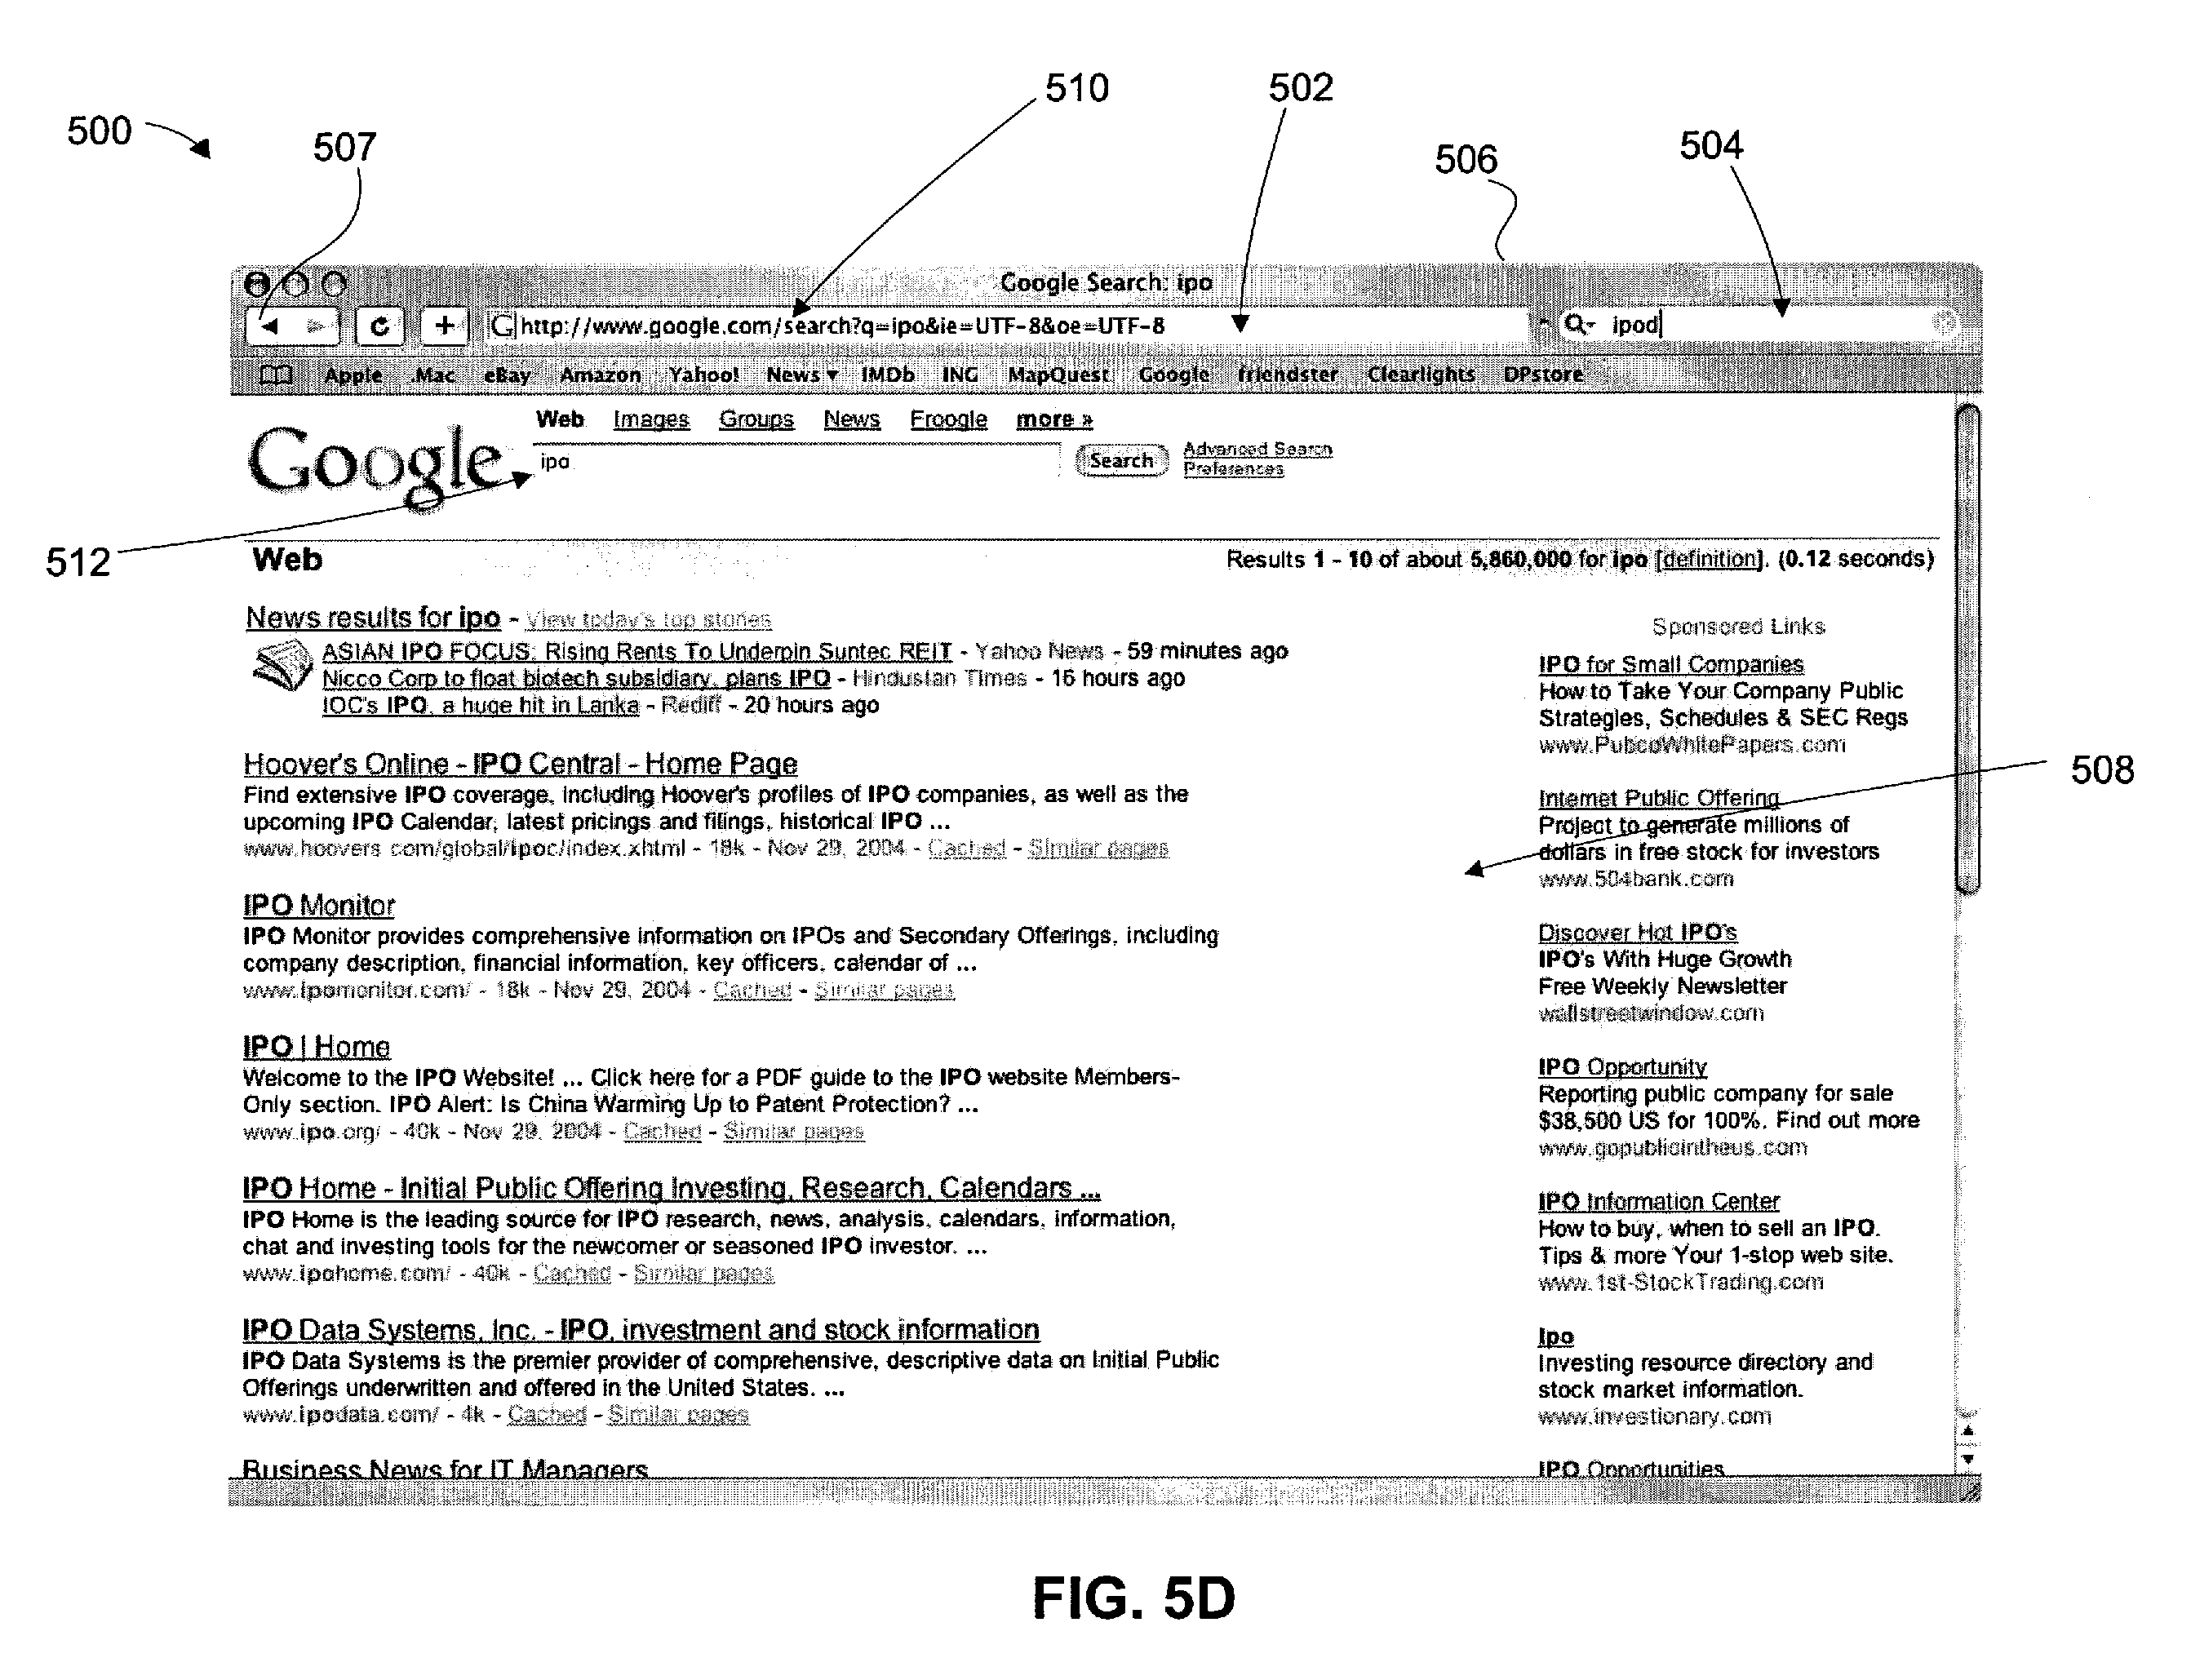 510 502
500 507 506 504
Google Search: ipo
G http://www.google.com/search?q=ipo&ie=UTF-8&oe=UTF-8 ipod
Apple .Mac eBay Amazon Yahoo! News IMDb ING MapQuest Google friendster Clearlights DPstore
Web Images Groups News Froogle more »
Google ipo Search Advanced Search
Preferences
512
Web Results 1 - 10 of about 5,860,000 for ipo [definition]. (0.12 seconds)
News results for ipo - View today's top stories
ASIAN IPO FOCUS: Rising Rents To Underpin Suntec REIT - Yahoo News - 59 minutes ago
Nicco Corp to float biotech subsidiary, plans IPO - Hindustan Times - 16 hours ago
IOC's IPO, a huge hit in Lanka - Rediff - 20 hours ago
Hoover's Online - IPO Central - Home Page
Find extensive IPO coverage, including Hoover's profiles of IPO companies, as well as the
upcoming IPO Calendar, latest pricings and filings, historical IPO ...
www.hoovers.com/global/ipoc/index.xhtml - 18k - Nov 29, 2004 - Cached - Similar pages
IPO Monitor
IPO Monitor provides comprehensive information on IPOs and Secondary Offerings, including
company description, financial information, key officers, calendar of ...
www.ipomonitor.com/ - 18k - Nov 29, 2004 - Cached - Similar pages
IPO | Home
Welcome to the IPO Website! ... Click here for a PDF guide to the IPO website Members-
Only section. IPO Alert: Is China Warming Up to Patent Protection? ...
www.ipo.org/ - 40k - Nov 29, 2004 - Cached - Similar pages
IPO Home - Initial Public Offering Investing, Research, Calendars ...
IPO Home is the leading source for IPO research, news, analysis, calendars, information,
chat and investing tools for the newcomer or seasoned IPO investor. ...
www.ipohome.com/ - 40k - Cached - Similar pages
IPO Data Systems, Inc. - IPO, investment and stock information
IPO Data Systems is the premier provider of comprehensive, descriptive data on Initial Public
Offerings underwritten and offered in the United States. ...
www.ipodata.com/ - 4k - Cached - Similar pages
Business News for IT Managers
Sponsored Links
IPO for Small Companies
How to Take Your Company Public
Strategies, Schedules & SEC Regs
www.PubcoWhitePapers.com
508
Internet Public Offering
Project to generate millions of
dollars in free stock for investors
www.504bank.com
Discover Hot IPO's
IPO's With Huge Growth
Free Weekly Newsletter
wallstreetwindow.com
IPO Opportunity
Reporting public company for sale
$38,500 US for 100%. Find out more
www.gopublicintheus.com
IPO Information Center
How to buy, when to sell an IPO.
Tips & more Your 1-stop web site.
www.1st-StockTrading.com
Ipo
Investing resource directory and
stock market information.
www.investionary.com
IPO Opportunities
FIG. 5D